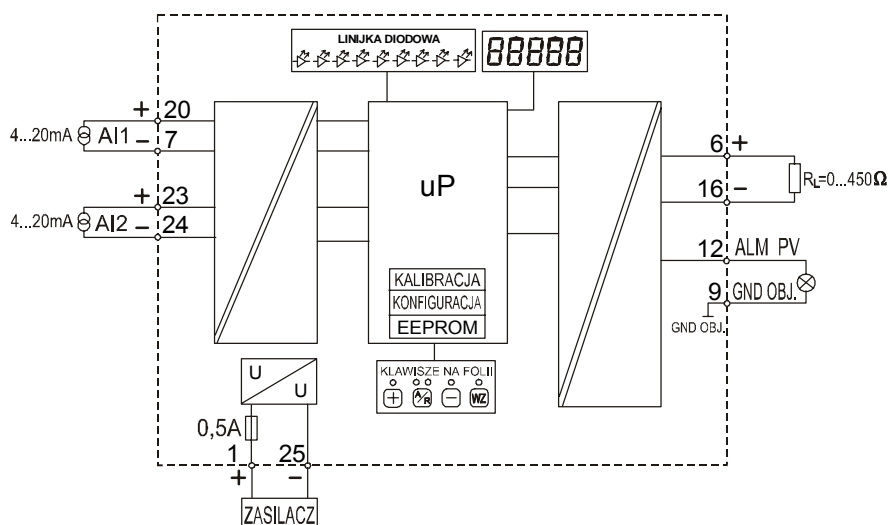 LINIJKA DIODOWA
88888
+ 20
4...20mA AI1
− 7
+ 23
4...20mA AI2
− 24
uP
KALIBRACJA
KONFIGURACJA
EEPROM
KLAWISZE NA FOLII
+ A/R − WZ
6 +
16 −
RL=0...450Ω
12 ALM PV
9 GND OBJ.
GND OBJ.
U
U
0,5A
1 25
+ −
ZASILACZ